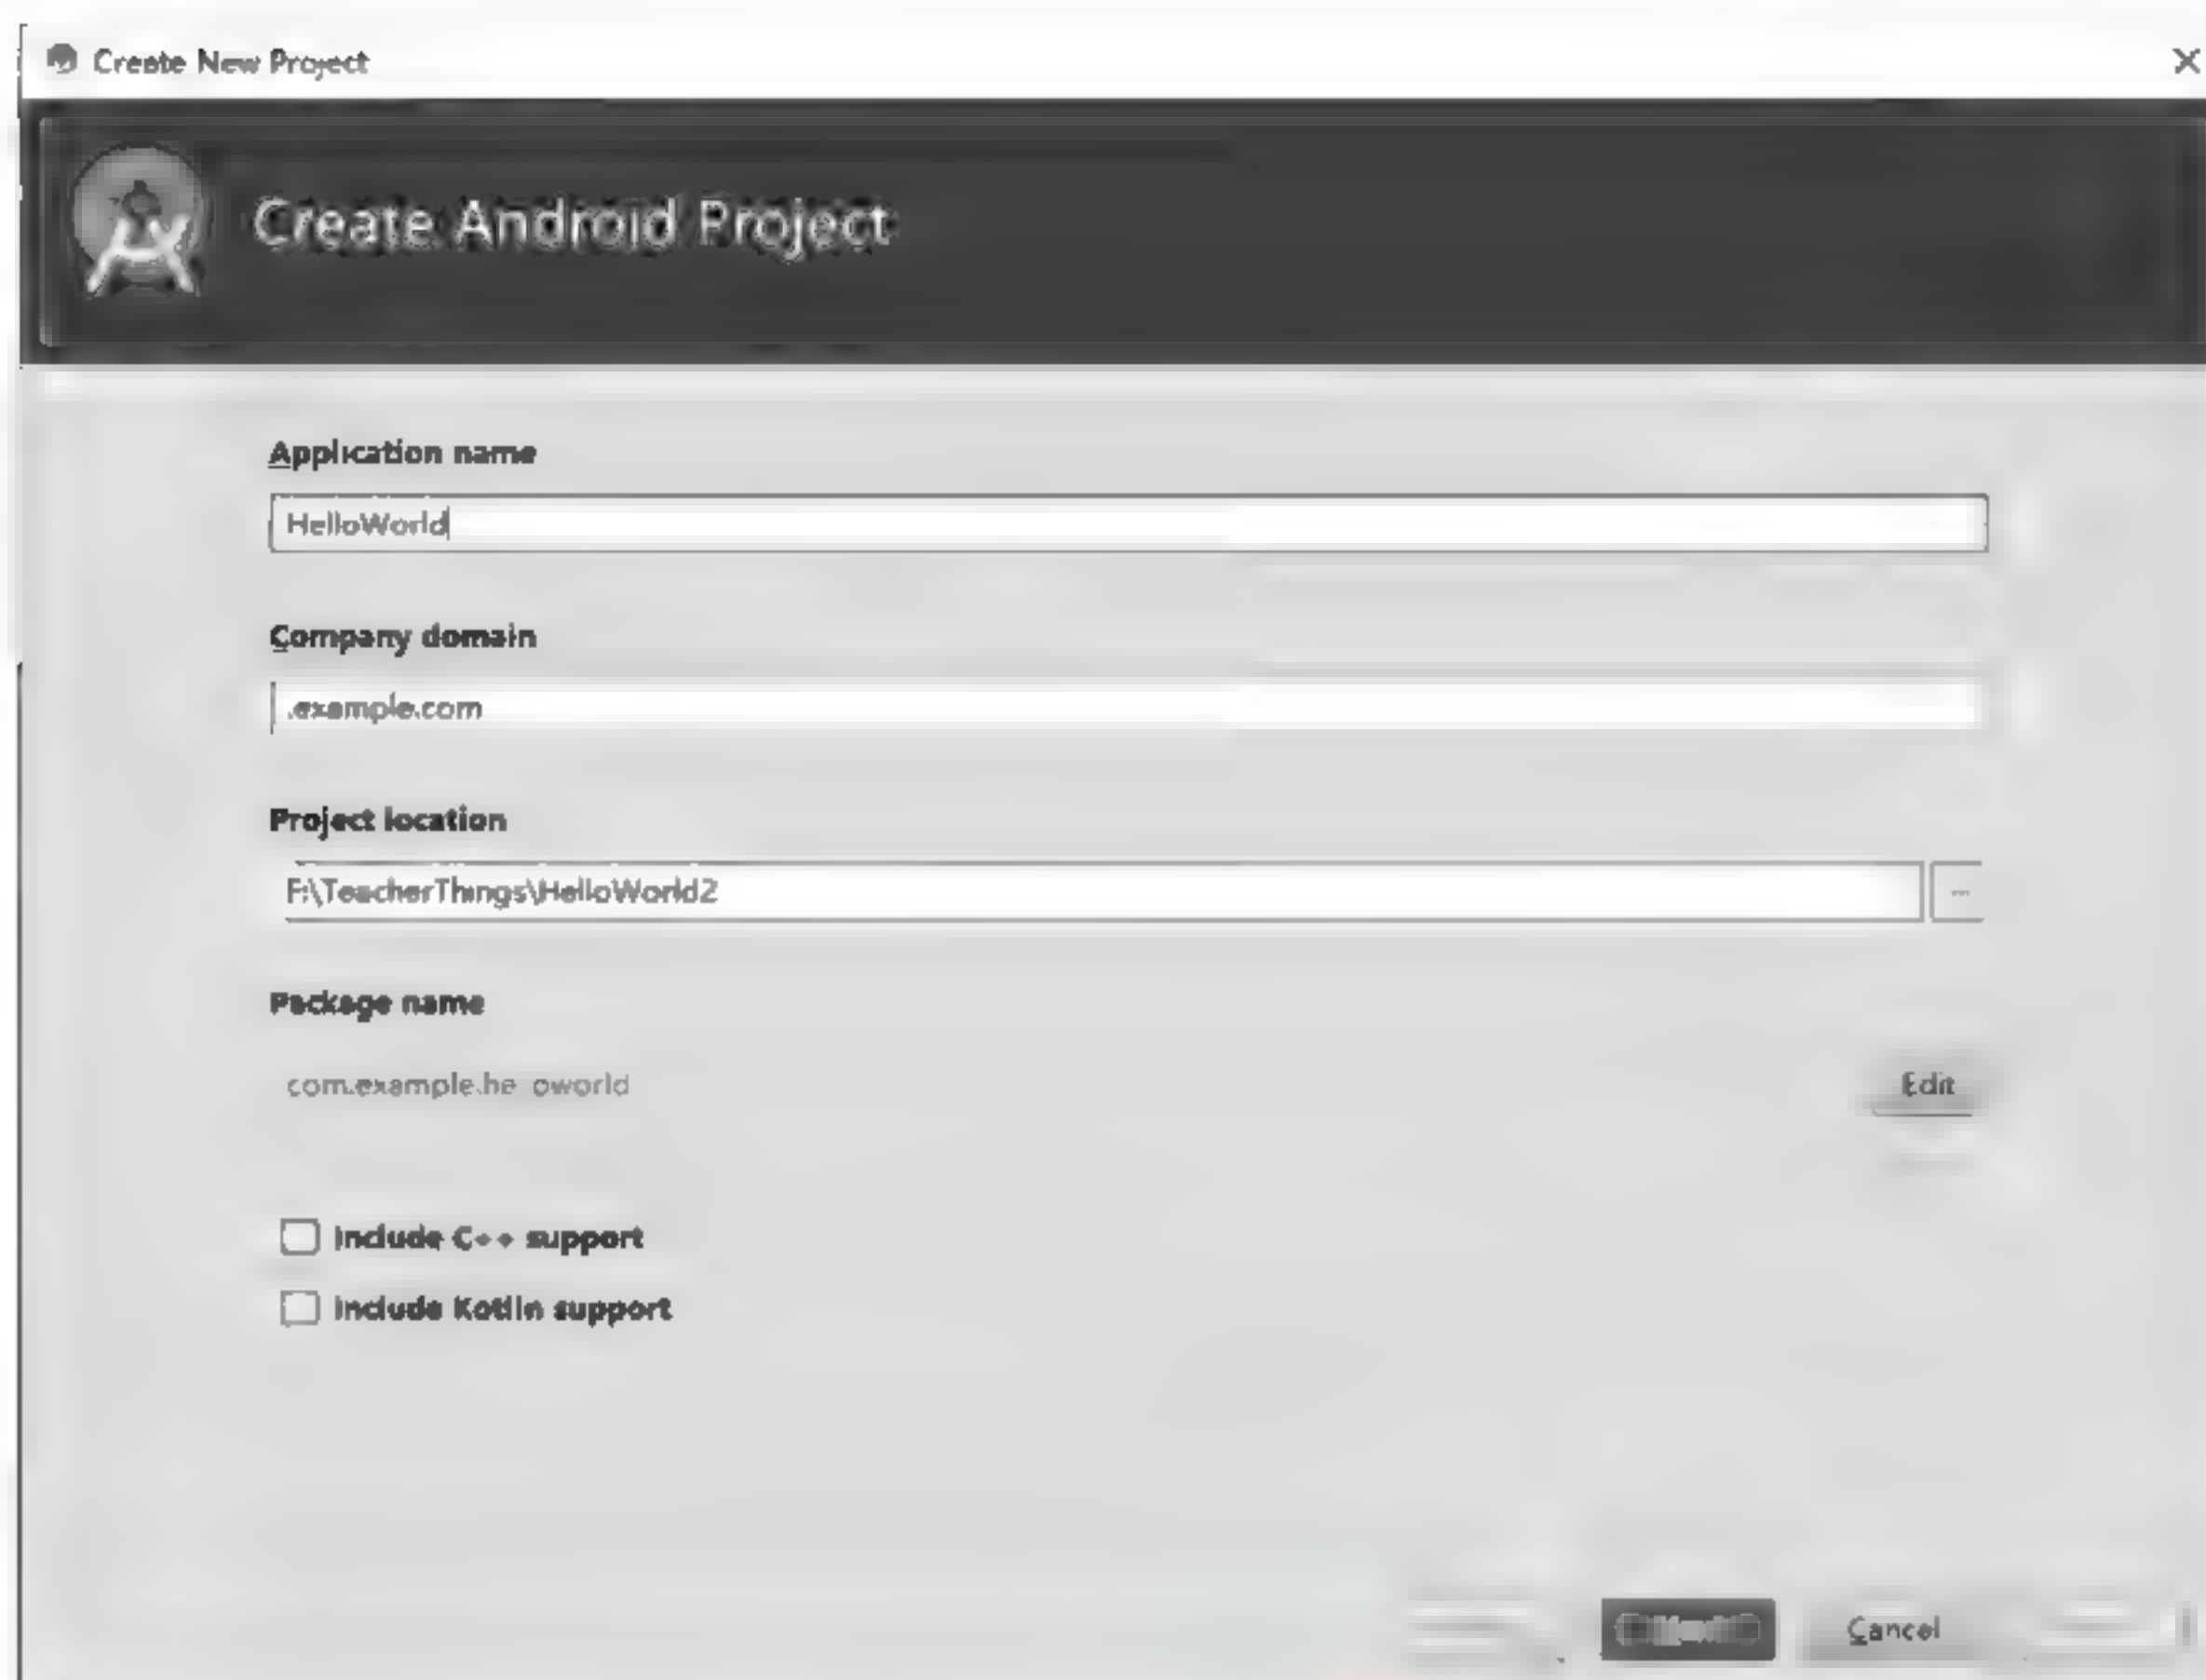 Create New Project
Create Android Project
Application name
HelloWorld
Company domain
.example.com
Project location
F:\TeacherThings\HelloWorld2
...
Package name
Edit
Include C++ support
Include Kotlin support
Cancel